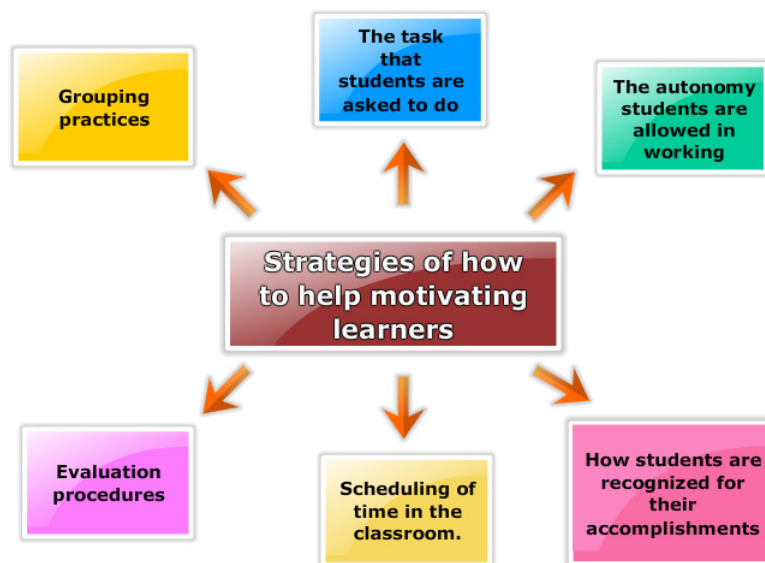 The task
that
students are
asked to do
Grouping
practices
The autonomy
students are
allowed in
working
Strategies of how
to help motivating
learners
Evaluation
procedures
Scheduling of
time in the
classroom.
How students are
recognized for
their
accomplishments